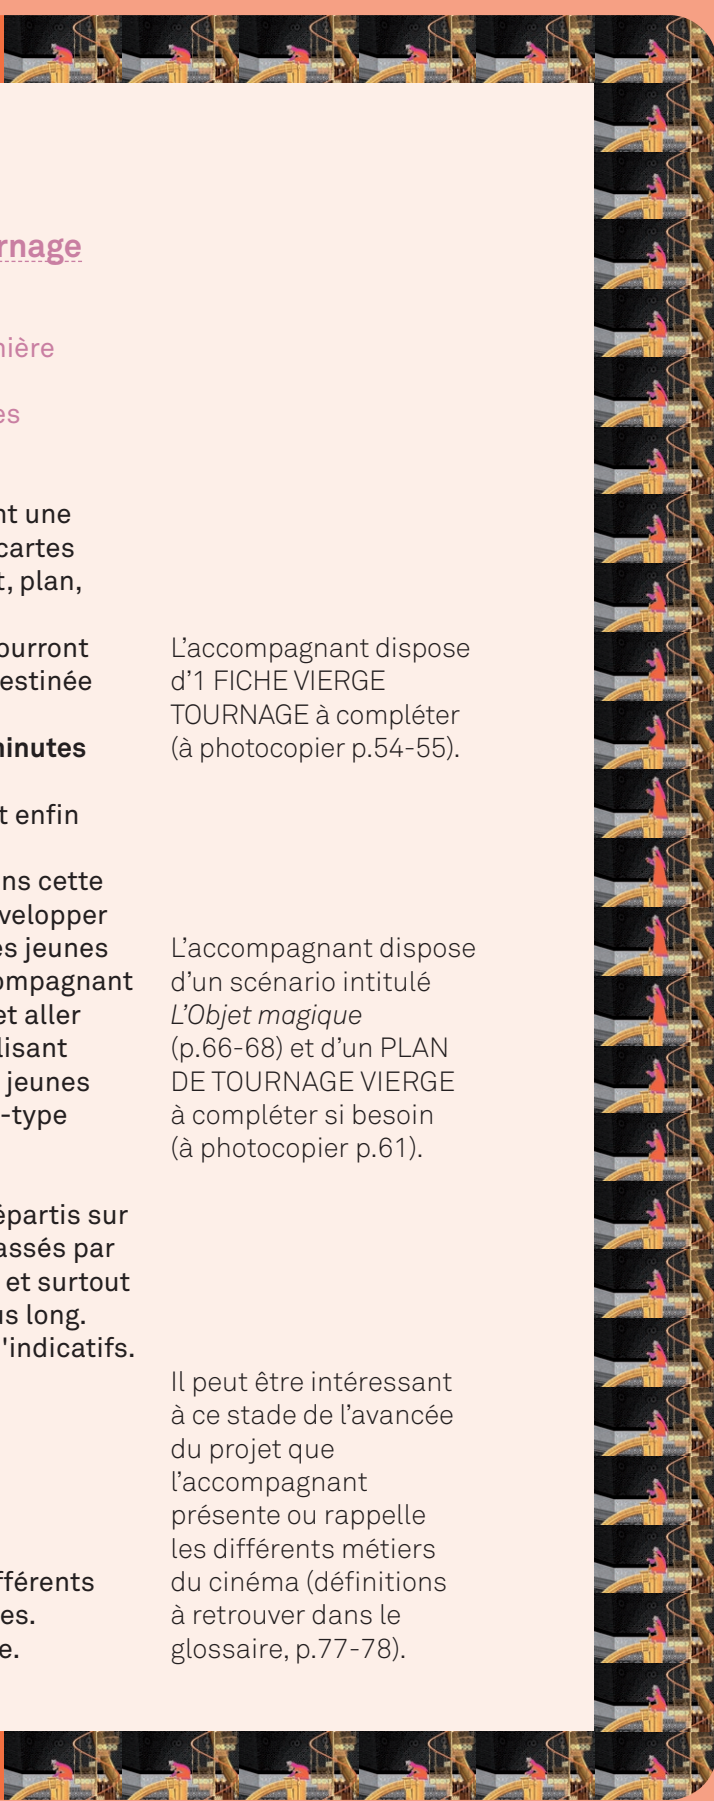 rnage
nière
es
nt une
cartes
t, plan,
ourront
estinée
minutes
t enfin
ns cette
velopper
es jeunes
ompagnant
et aller
lisant
jeunes
-type
épartis sur
assés par
et surtout
us long.
'indicatifs.
fférents
es.
e.
L’accompagnant dispose
d’1 FICHE VIERGE
TOURNAGE à compléter
(à photocopier p.54-55).
L’accompagnant dispose
d’un scénario intitulé
L’Objet magique
(p.66-68) et d’un PLAN
DE TOURNAGE VIERGE
à compléter si besoin
(à photocopier p.61).
Il peut être intéressant
à ce stade de l’avancée
du projet que
l’accompagnant
présente ou rappelle
les différents métiers
du cinéma (définitions
à retrouver dans le
glossaire, p.77-78).